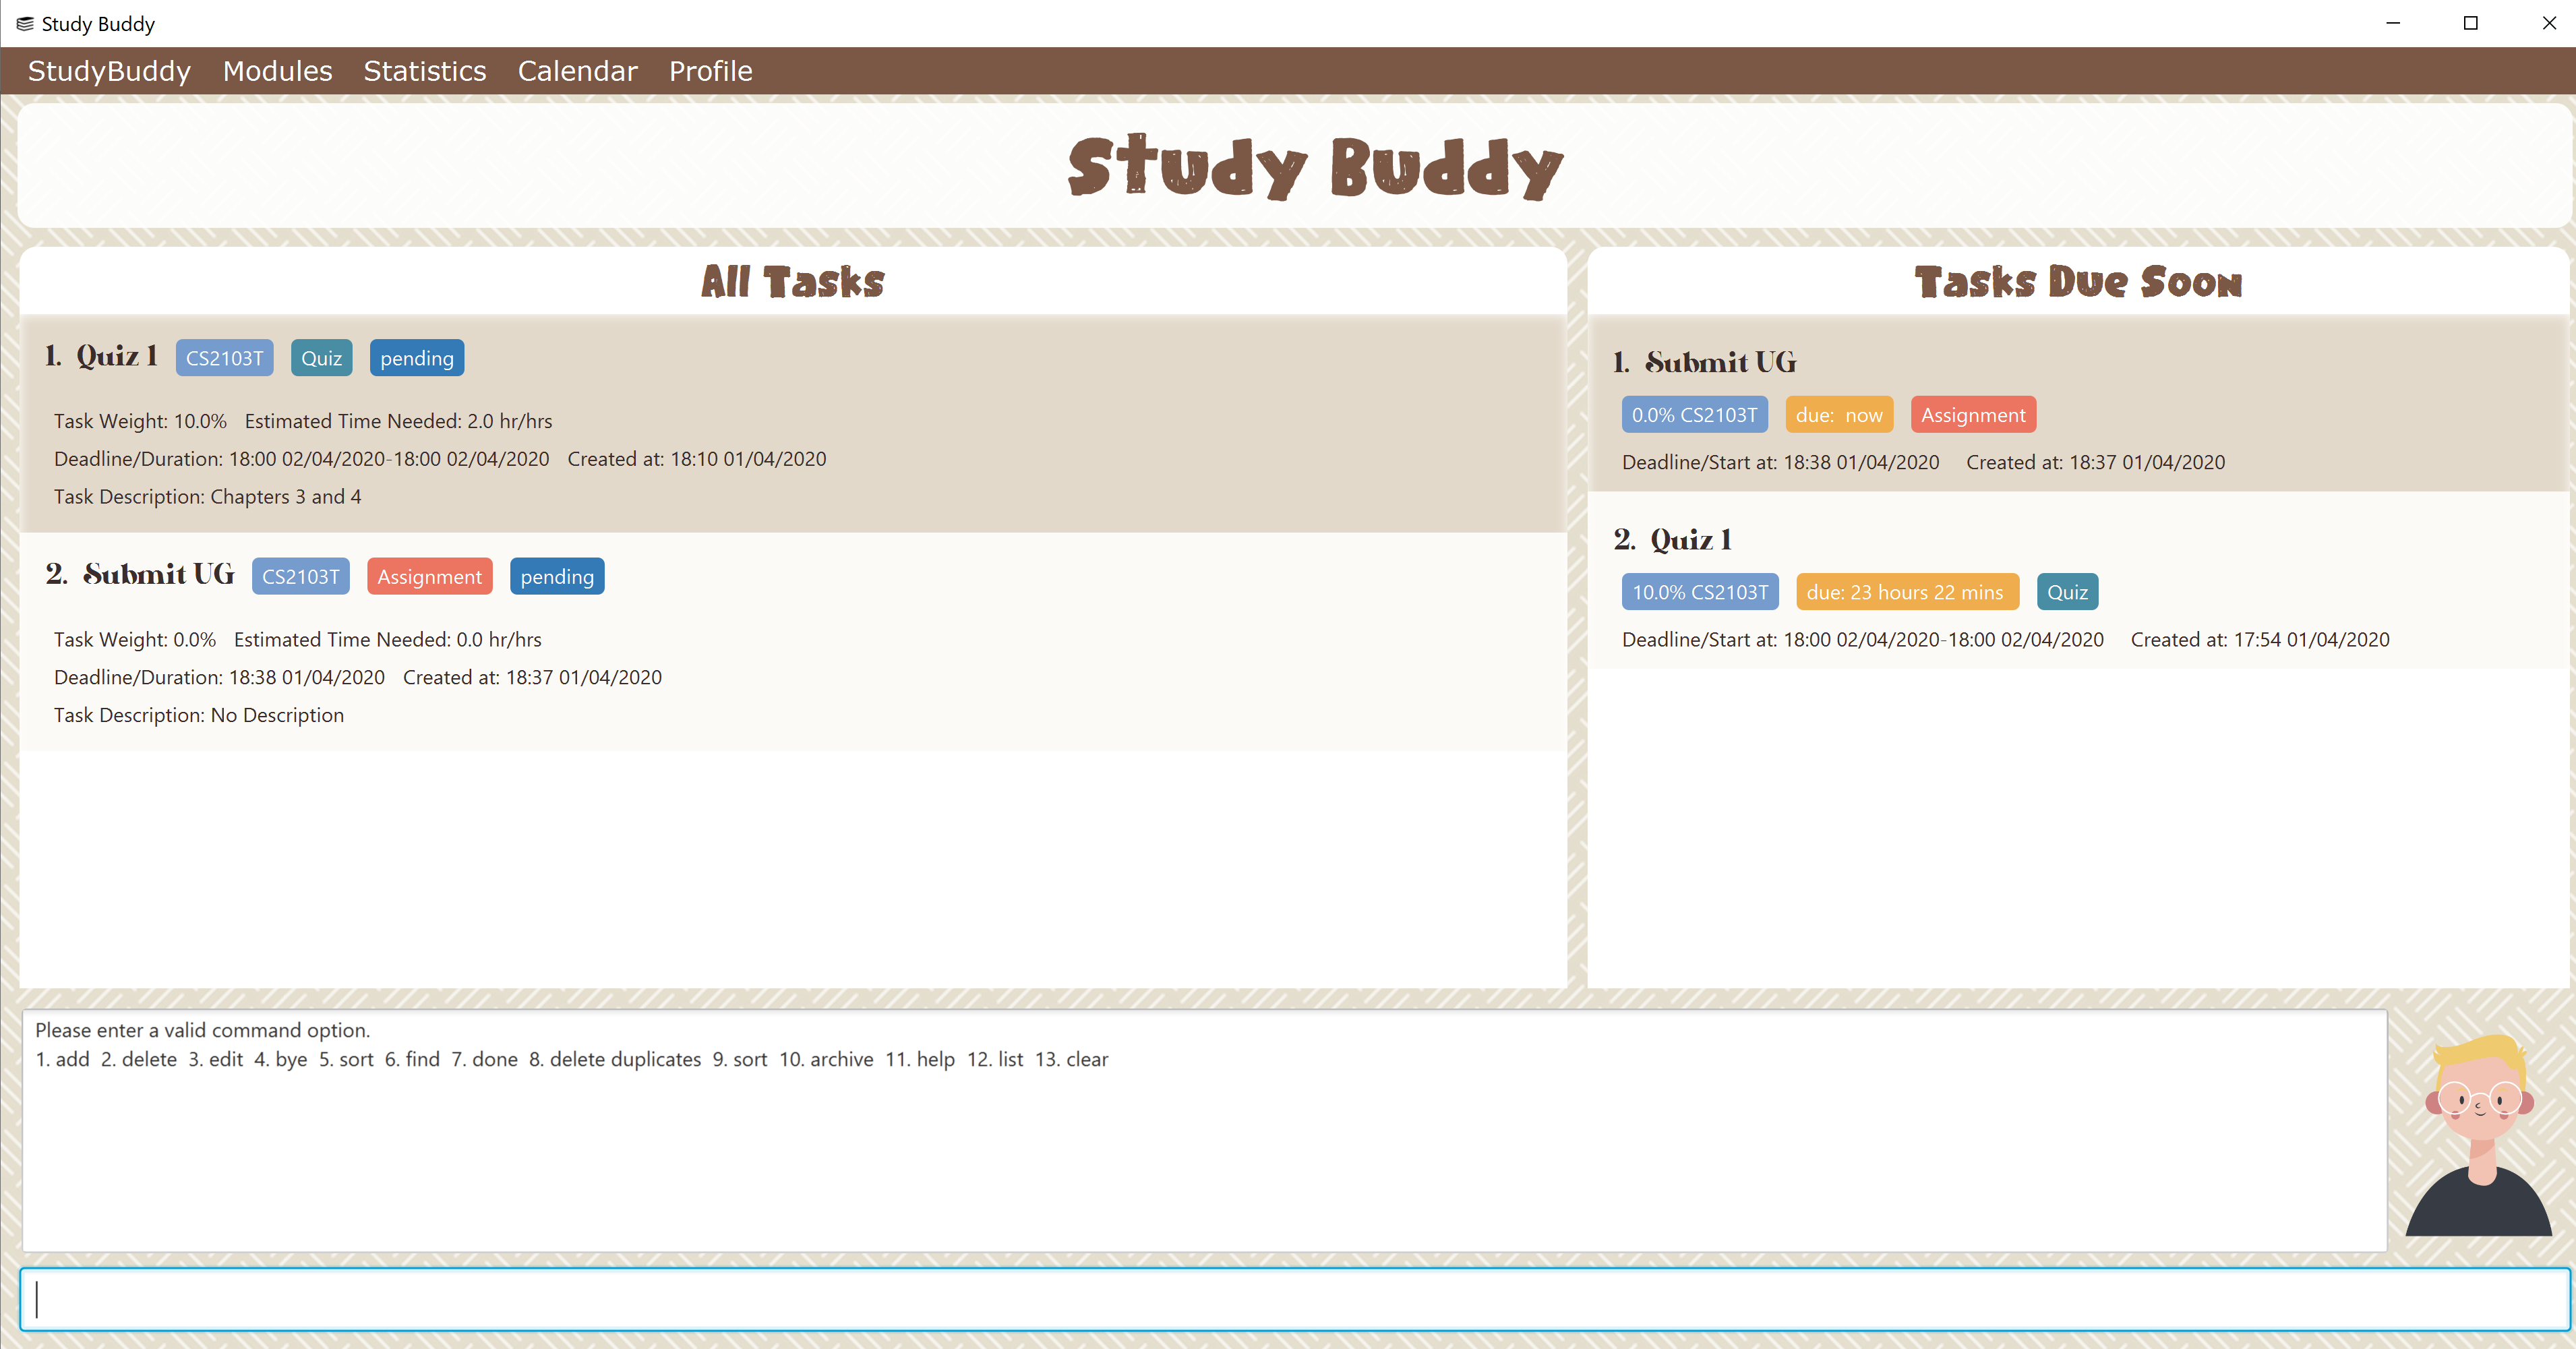 Study Buddy
StudyBuddy Modules Statistics Calendar Profile
Study Buddy
All Tasks
1. Quiz 1 CS2103T Quiz pending
Task Weight: 10.0% Estimated Time Needed: 2.0 hr/hrs
Deadline/Duration: 18:00 02/04/2020-18:00 02/04/2020 Created at: 18:10 01/04/2020
Task Description: Chapters 3 and 4
2. Submit UG CS2103T Assignment pending
Task Weight: 0.0% Estimated Time Needed: 0.0 hr/hrs
Deadline/Duration: 18:38 01/04/2020 Created at: 18:37 01/04/2020
Task Description: No Description
Tasks Due Soon
1. Submit UG
0.0% CS2103T due: now Assignment
Deadline/Start at: 18:38 01/04/2020 Created at: 18:37 01/04/2020
2. Quiz 1
10.0% CS2103T due: 23 hours 22 mins Quiz
Deadline/Start at: 18:00 02/04/2020-18:00 02/04/2020 Created at: 17:54 01/04/2020
Please enter a valid command option.
1. add 2. delete 3. edit 4. bye 5. sort 6. find 7. done 8. delete duplicates 9. sort 10. archive 11. help 12. list 13. clear